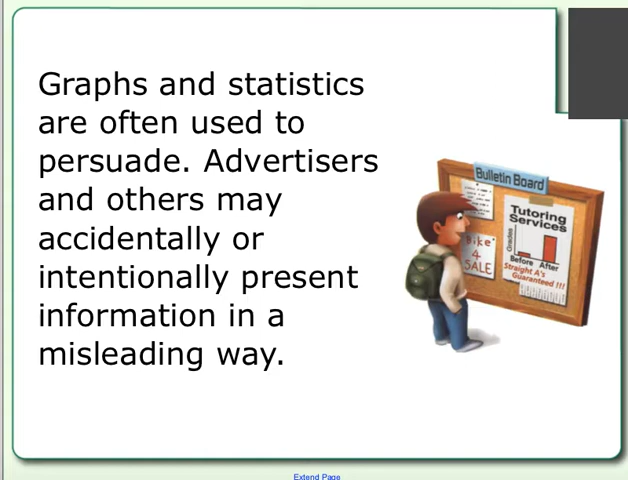 Graphs and statistics
are often used to
persuade. Advertisers
and others may
accidentally or
intentionally present
information in a
misleading way.
Bulletin Board
Tutoring
Services
Grades
Before After
Straight A's
Guaranteed !!!
Bike
4
SALE
Extend Page